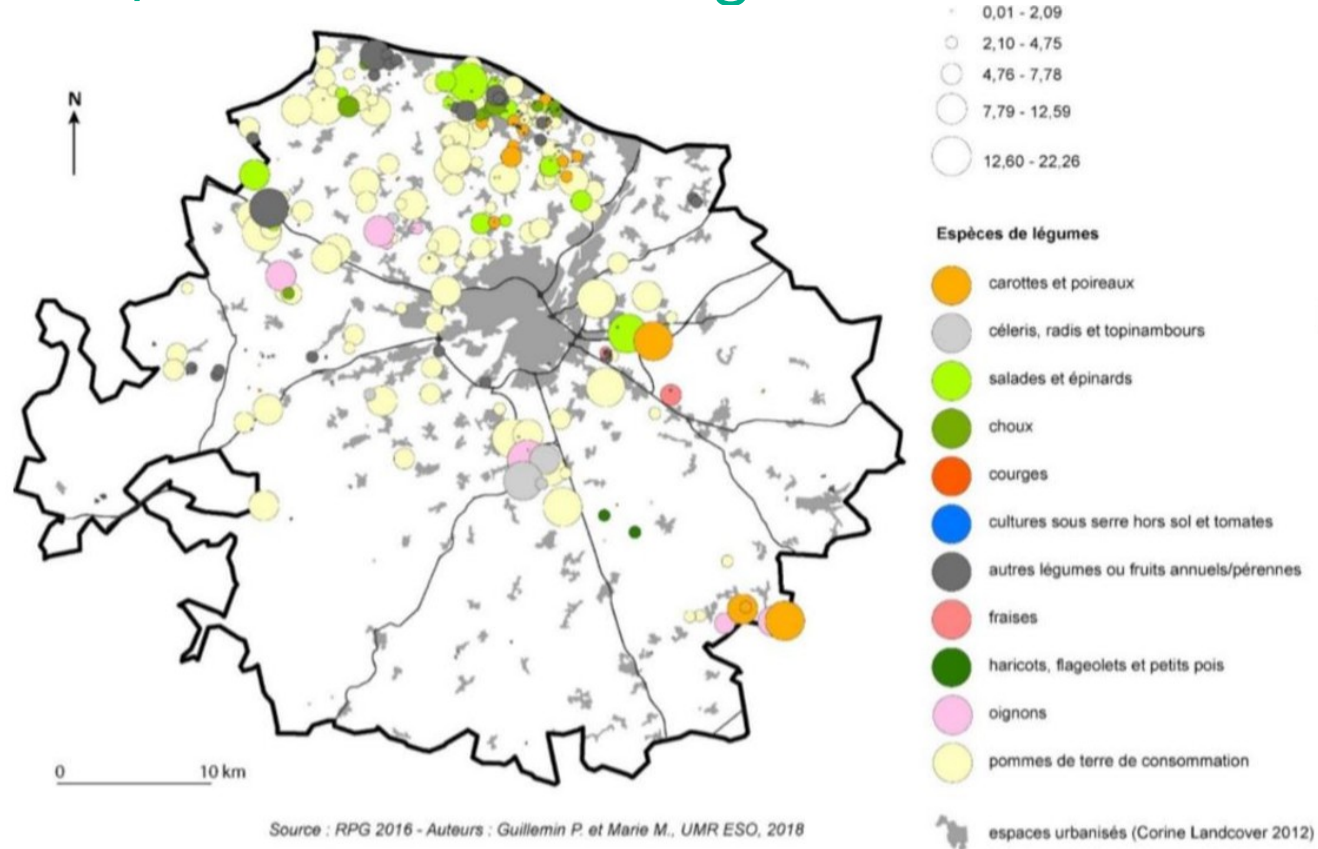 0,01 - 2,09
2,10 - 4,75
4,76 - 7,78
7,79 - 12,59
12,60 - 22,26
N
Espèces de légumes
carottes et poireaux
céleris, radis et topinambours
salades et épinards
choux
courges
cultures sous serre hors sol et tomates
autres légumes ou fruits annuels/pérennes
fraises
haricots, flageolets et petits pois
oignons
pommes de terre de consommation
espaces urbanisés (Corine Landcover 2012)
0 10 km
Source : RPG 2016 - Auteurs : Guillemin P. et Marie M., UMR ESO, 2018